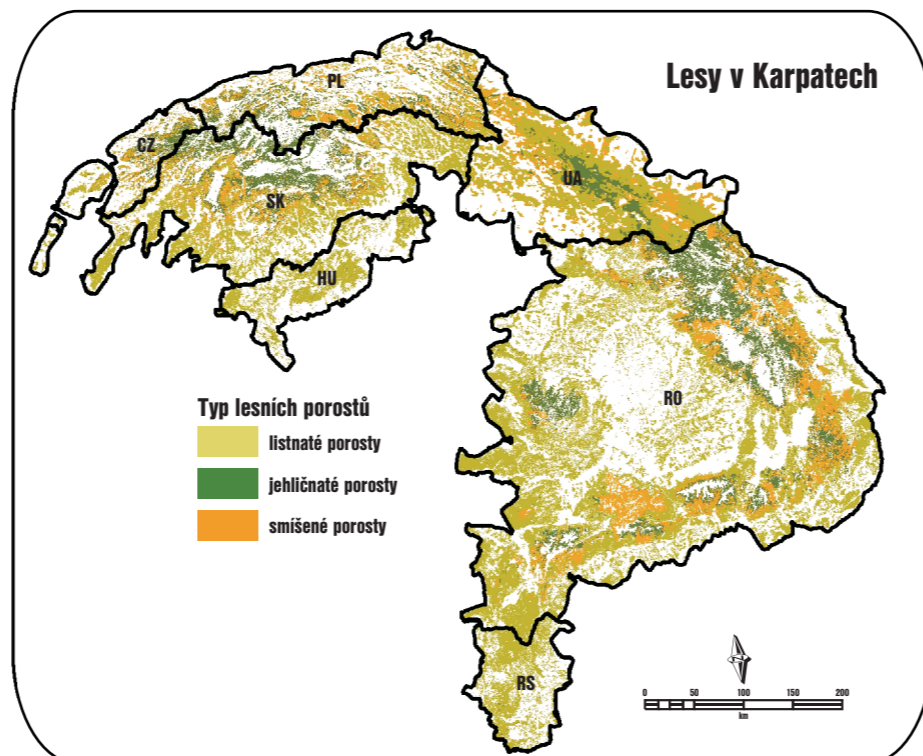 Lesy v Karpatech
PL
CZ
SK
UA
HU
RO
RS
Typ lesních porostů
listnaté porosty
jehličnaté porosty
smíšené porosty
N
0 50 100 150 200
km